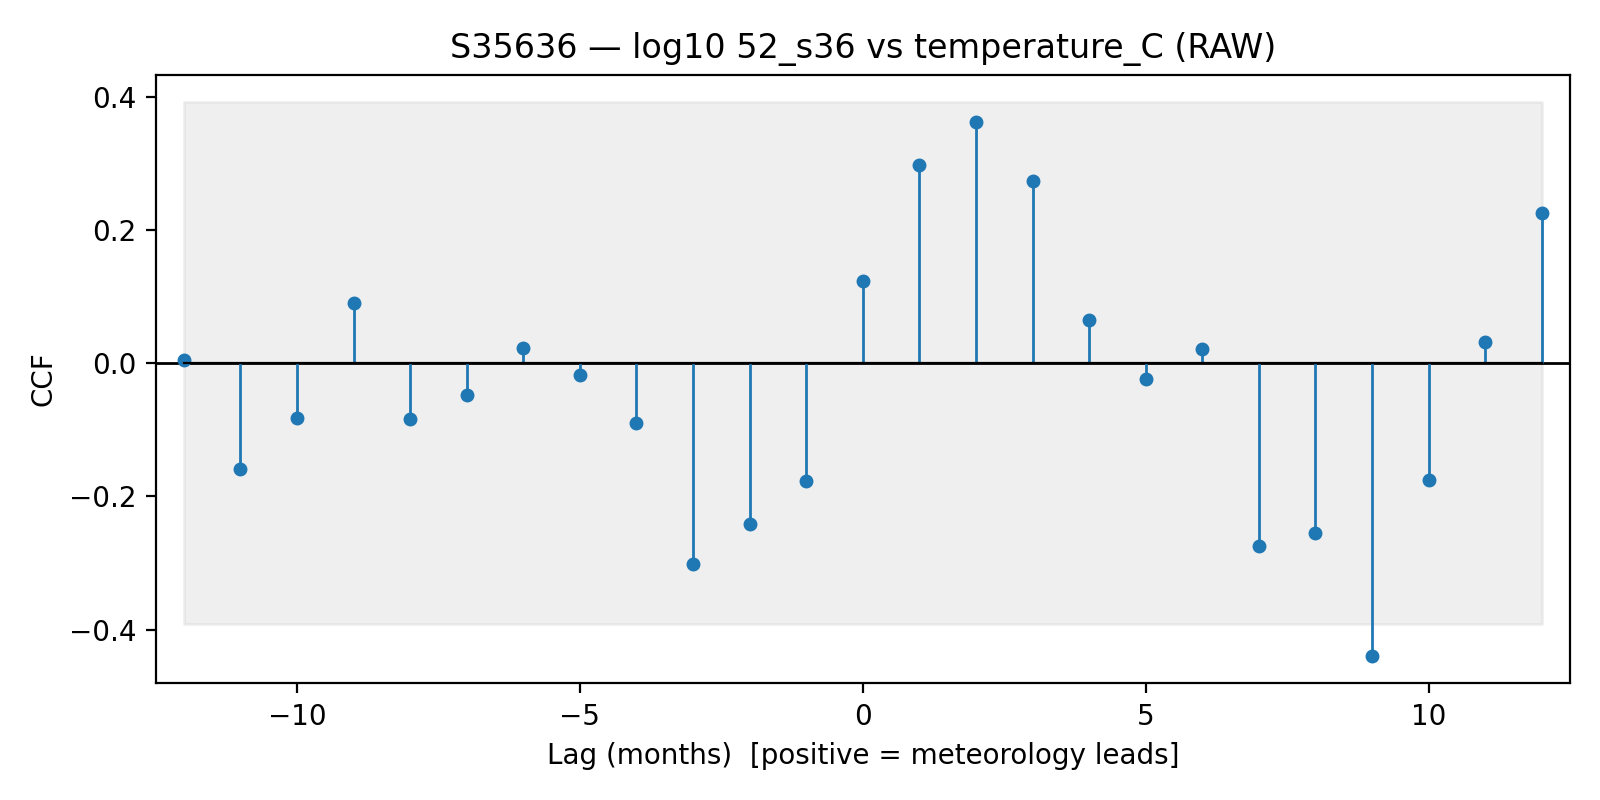 S35636 — log10 52_s36 vs temperature_C (RAW)
0.4
0.2
0.0
−0.2
−0.4
CCF
−10 −5 0 5 10
Lag (months)  [positive = meteorology leads]